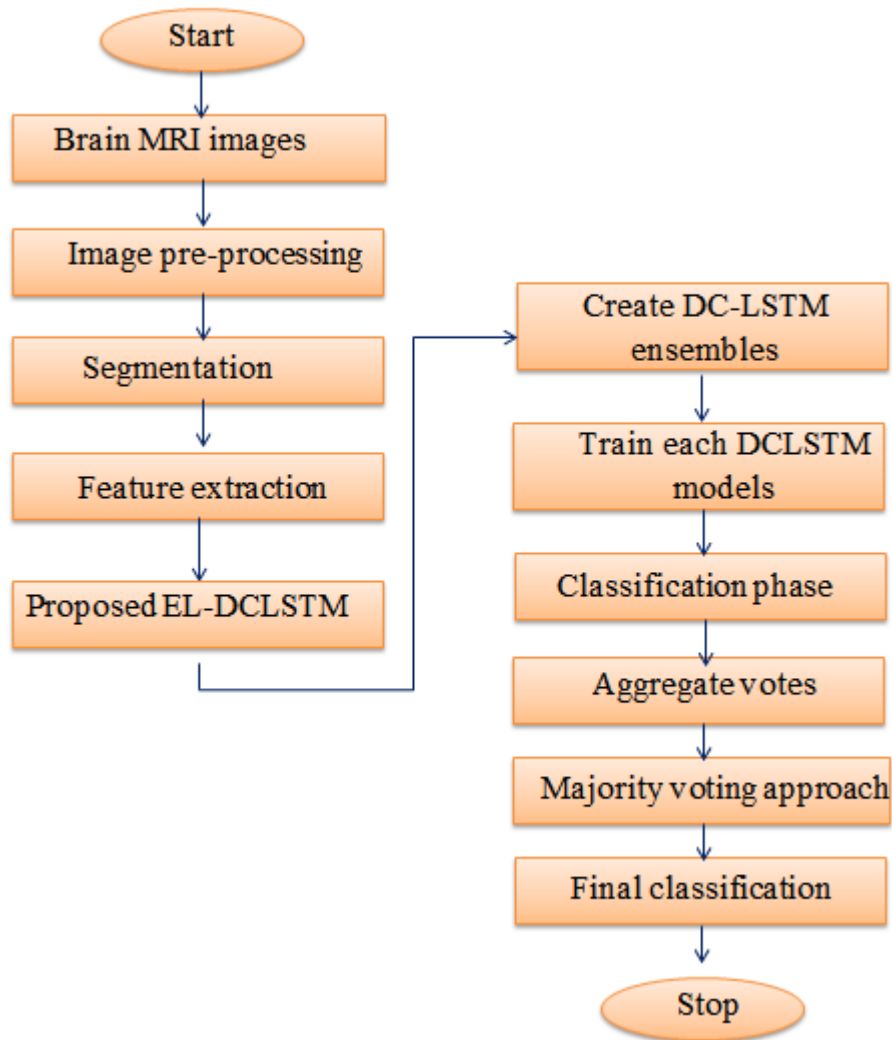 Start
Brain MRI images
Image pre-processing
Segmentation
Feature extraction
Proposed EL-DCLSTM
Create DC-LSTM
ensembles
Train each DCLSTM
models
Classification phase
Aggregate votes
Majority voting approach
Final classification
Stop